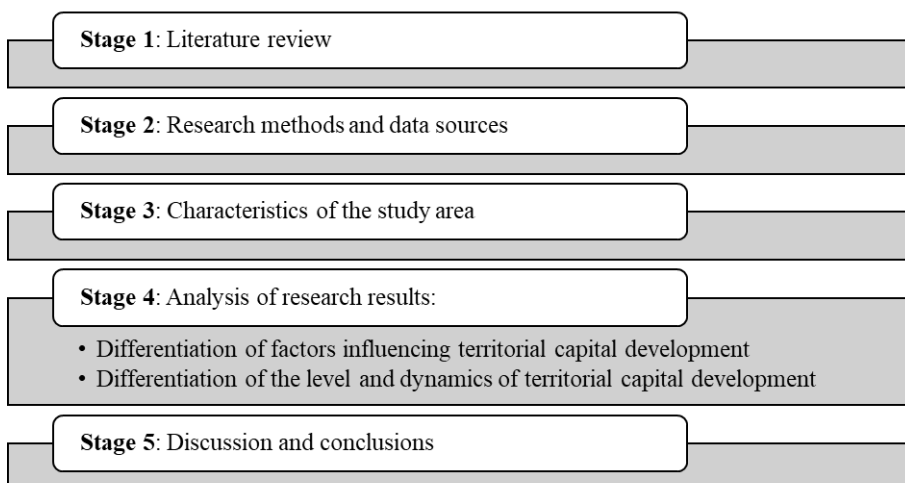 Stage 1: Literature review
Stage 2: Research methods and data sources
Stage 3: Characteristics of the study area
Stage 4: Analysis of research results:
• Differentiation of factors influencing territorial capital development
• Differentiation of the level and dynamics of territorial capital development
Stage 5: Discussion and conclusions